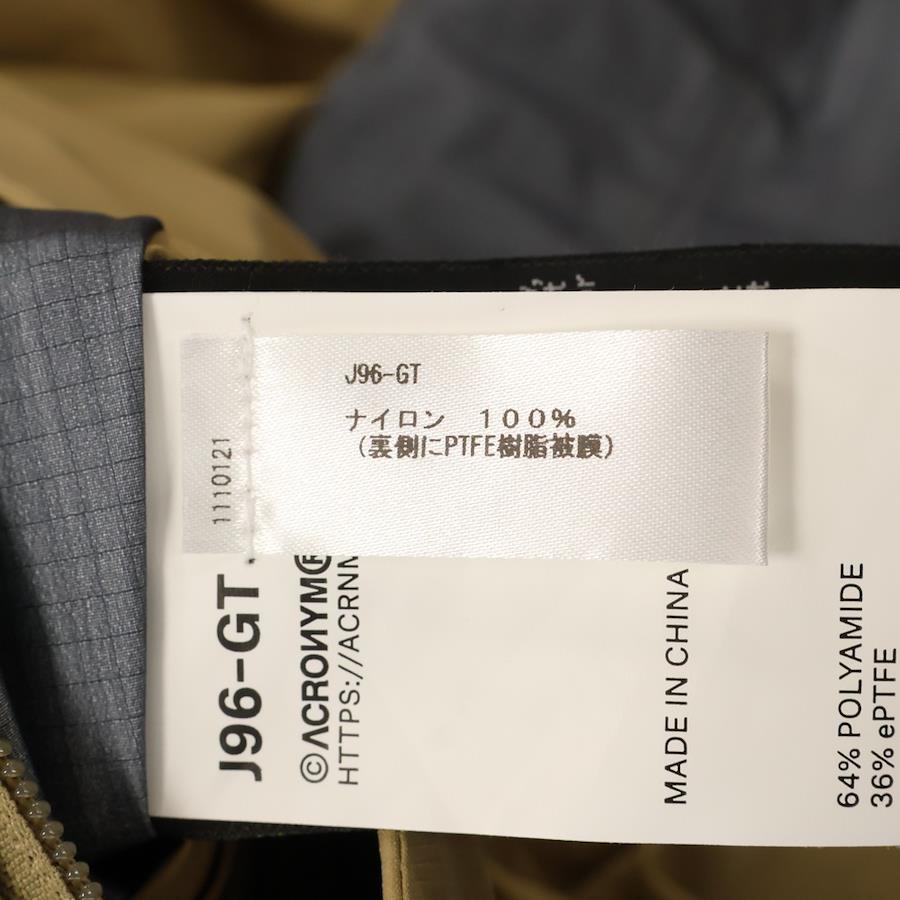 J96-GT
ナイロン　１００％
（裏側にPTFE樹脂被膜）
1110121
J96-GT
©ACRONYM®
HTTPS://ACRNM
MADE IN CHINA
64% POLYAMIDE
36% ePTFE